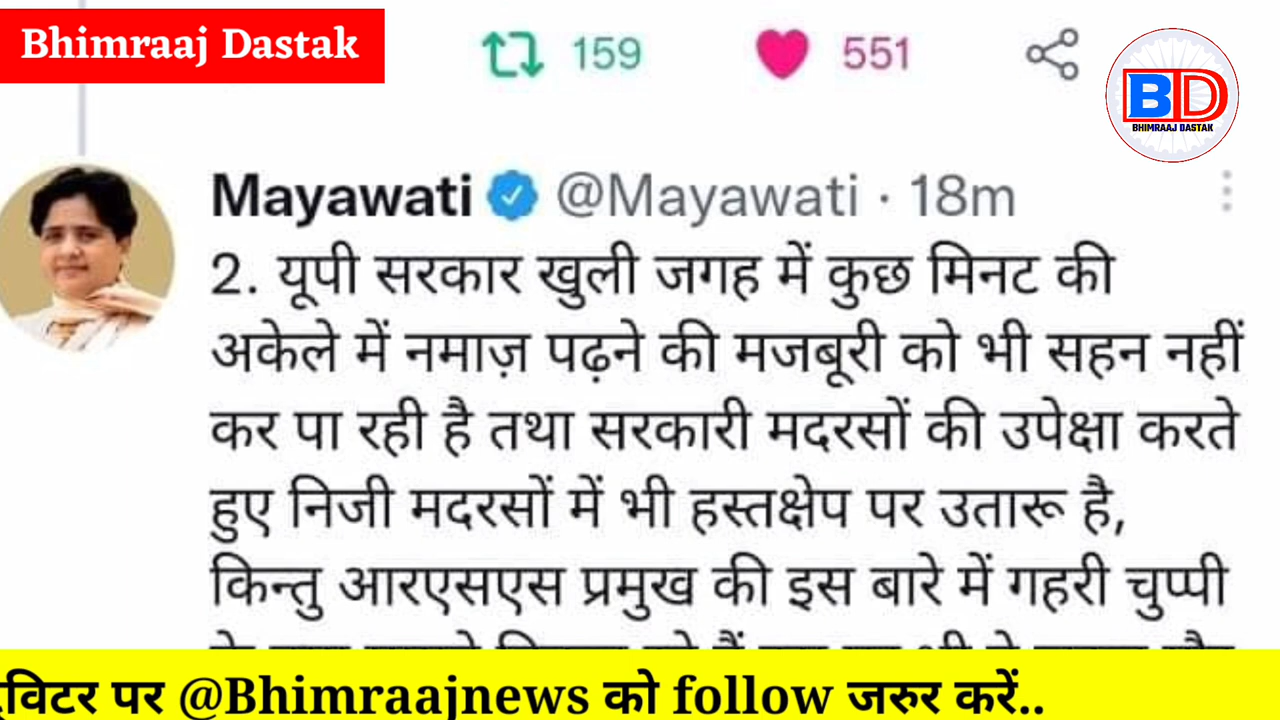 Bhimraaj Dastak
159
551
BD
BHIMRAAJ DASTAK
Mayawati @Mayawati · 18m
2. यूपी सरकार खुली जगह में कुछ मिनट की
अकेले में नमाज़ पढ़ने की मजबूरी को भी सहन नहीं
कर पा रही है तथा सरकारी मदरसों की उपेक्षा करते
हुए निजी मदरसों में भी हस्तक्षेप पर उतारू है,
किन्तु आरएसएस प्रमुख की इस बारे में गहरी चुप्पी
पर @Bhimraajnews को follow जरुर करें..